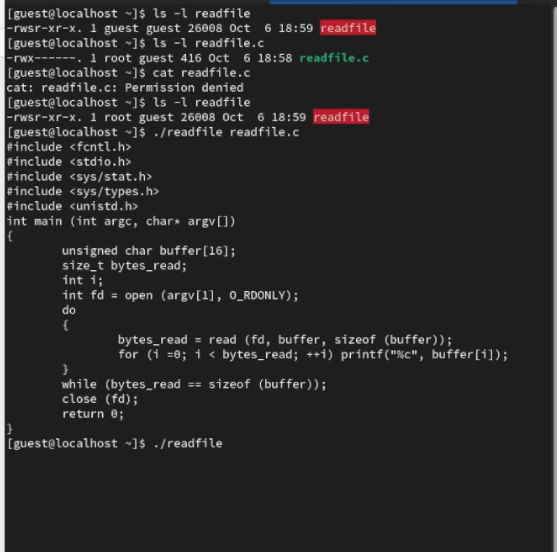 [guest@localhost ~]$ ls -l readfile
-rwsr-xr-x. 1 guest guest 26008 Oct  6 18:59 readfile
[guest@localhost ~]$ ls -l readfile.c
-rwx------. 1 root guest 416 Oct  6 18:58 readfile.c
[guest@localhost ~]$ cat readfile.c
cat: readfile.c: Permission denied
[guest@localhost ~]$ ls -l readfile
-rwsr-xr-x. 1 root guest 26008 Oct  6 18:59 readfile
[guest@localhost ~]$ ./readfile readfile.c
#include <fcntl.h>
#include <stdio.h>
#include <sys/stat.h>
#include <sys/types.h>
#include <unistd.h>
int main (int argc, char* argv[])
{
        unsigned char buffer[16];
        size_t bytes_read;
        int i;
        int fd = open (argv[1], O_RDONLY);
        do
        {
                bytes_read = read (fd, buffer, sizeof (buffer));
                for (i =0; i < bytes_read; ++i) printf("%c", buffer[i]);
        }
        while (bytes_read == sizeof (buffer));
        close (fd);
        return 0;
}
[guest@localhost ~]$ ./readfile